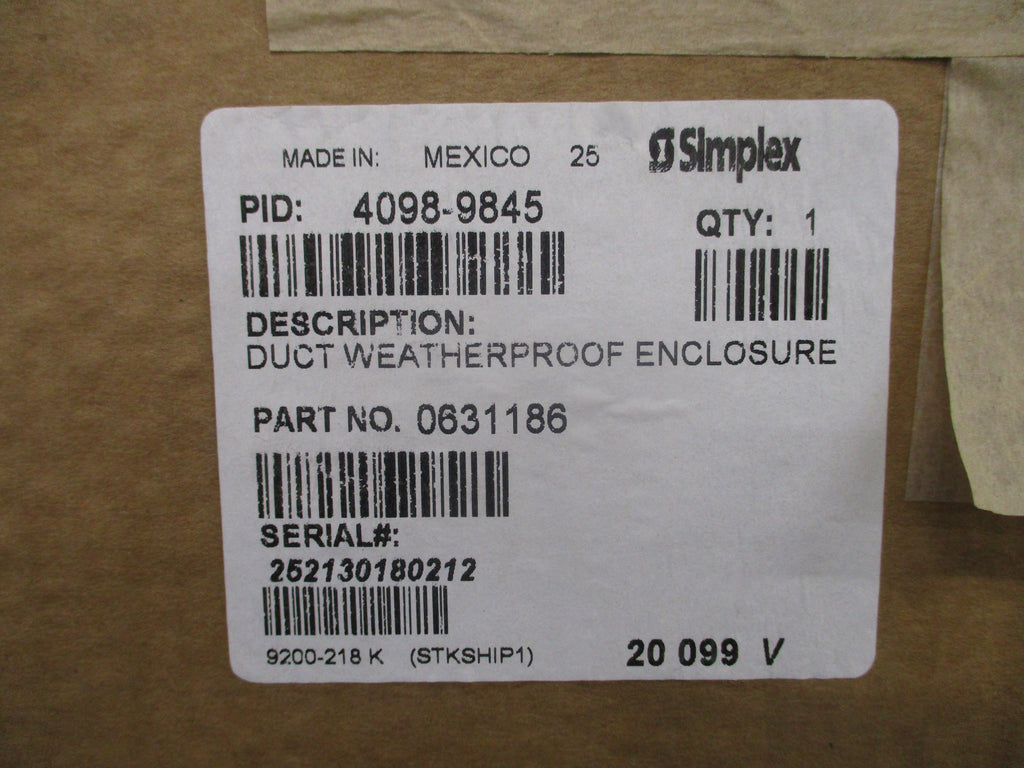 MADE IN: MEXICO 25 Simplex
PID: 4098-9845
QTY: 1
DESCRIPTION:
DUCT WEATHERPROOF ENCLOSURE
PART NO. 0631186
SERIAL#:
252130180212
9200-218 K (STKSHIP1)
20 099 V